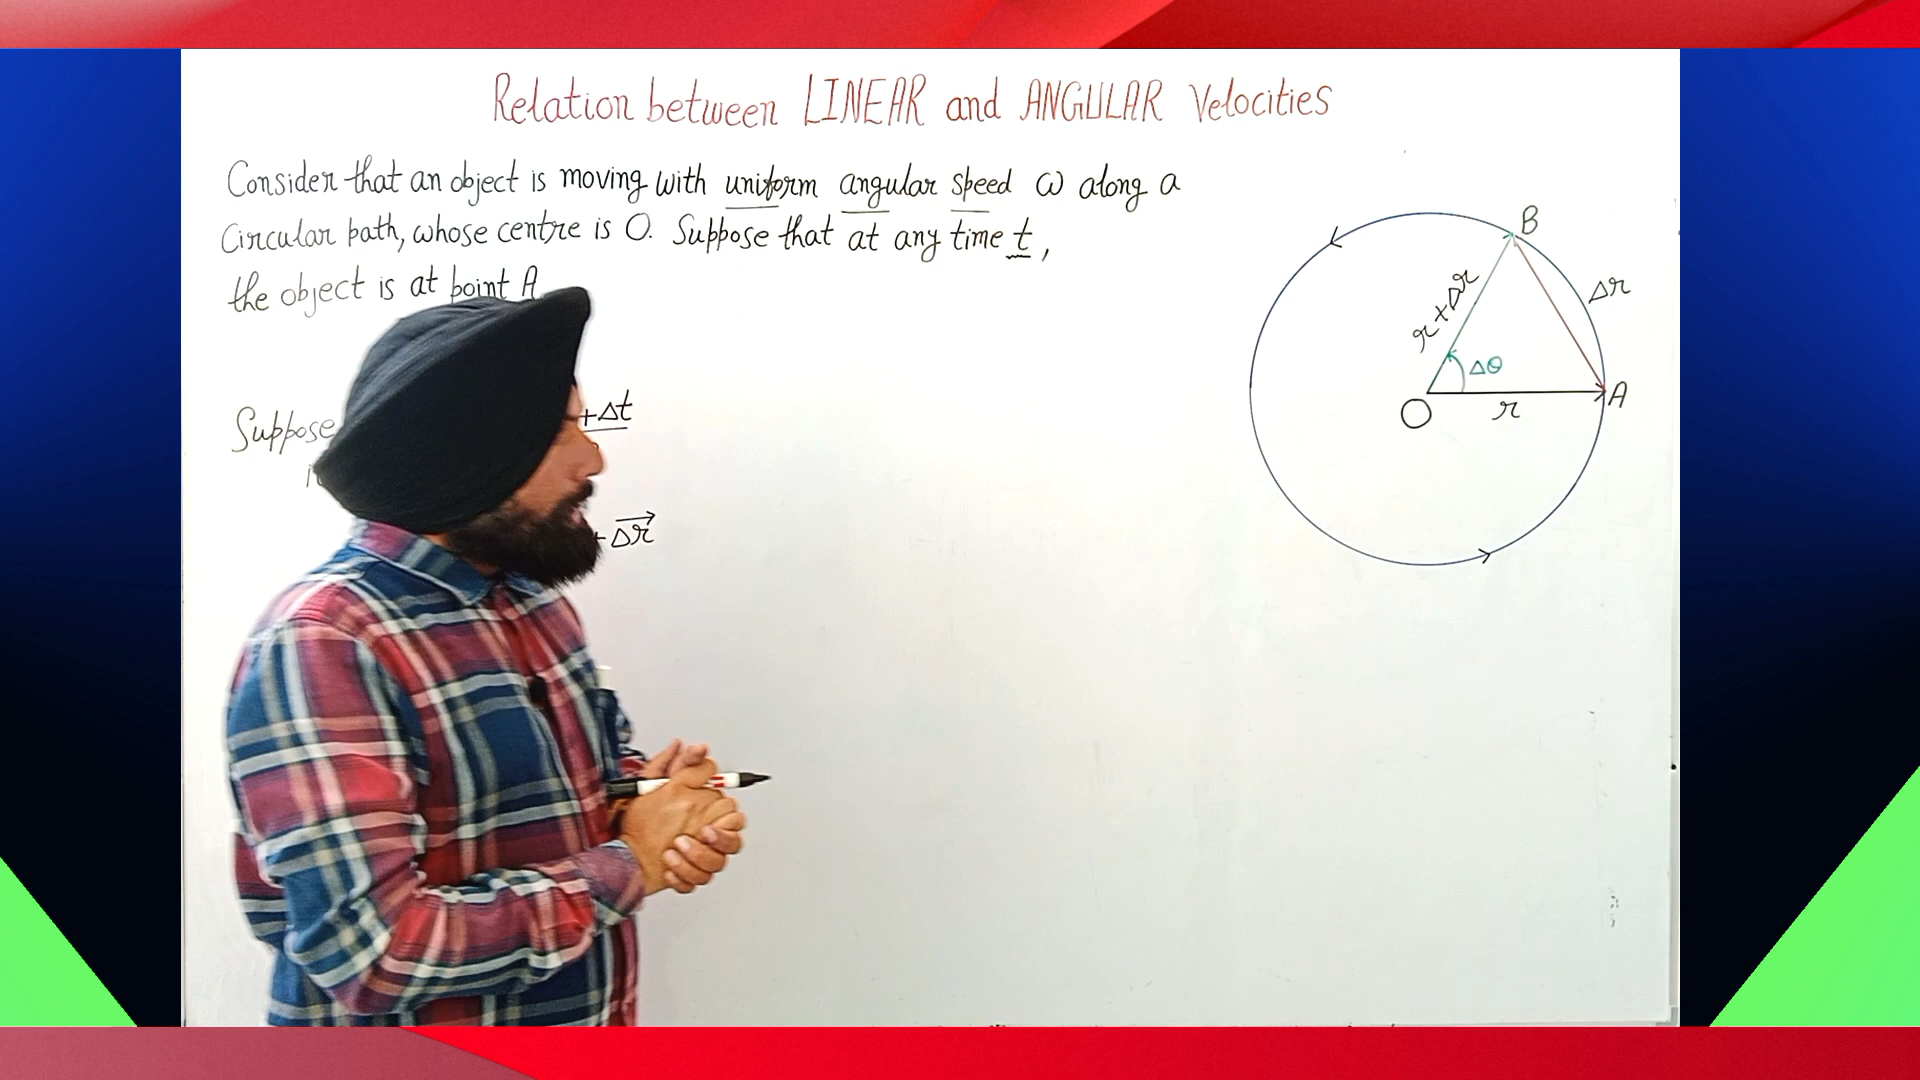 Relation between LINEAR and ANGULAR Velocities
Consider that an object is moving with uniform angular speed ω along a
Circular path, whose centre is O. Suppose that at any time t,
the object is at point A
Suppose +Δt
+ Δr⃗
B
Δr
r+Δr
Δθ
O
r
A